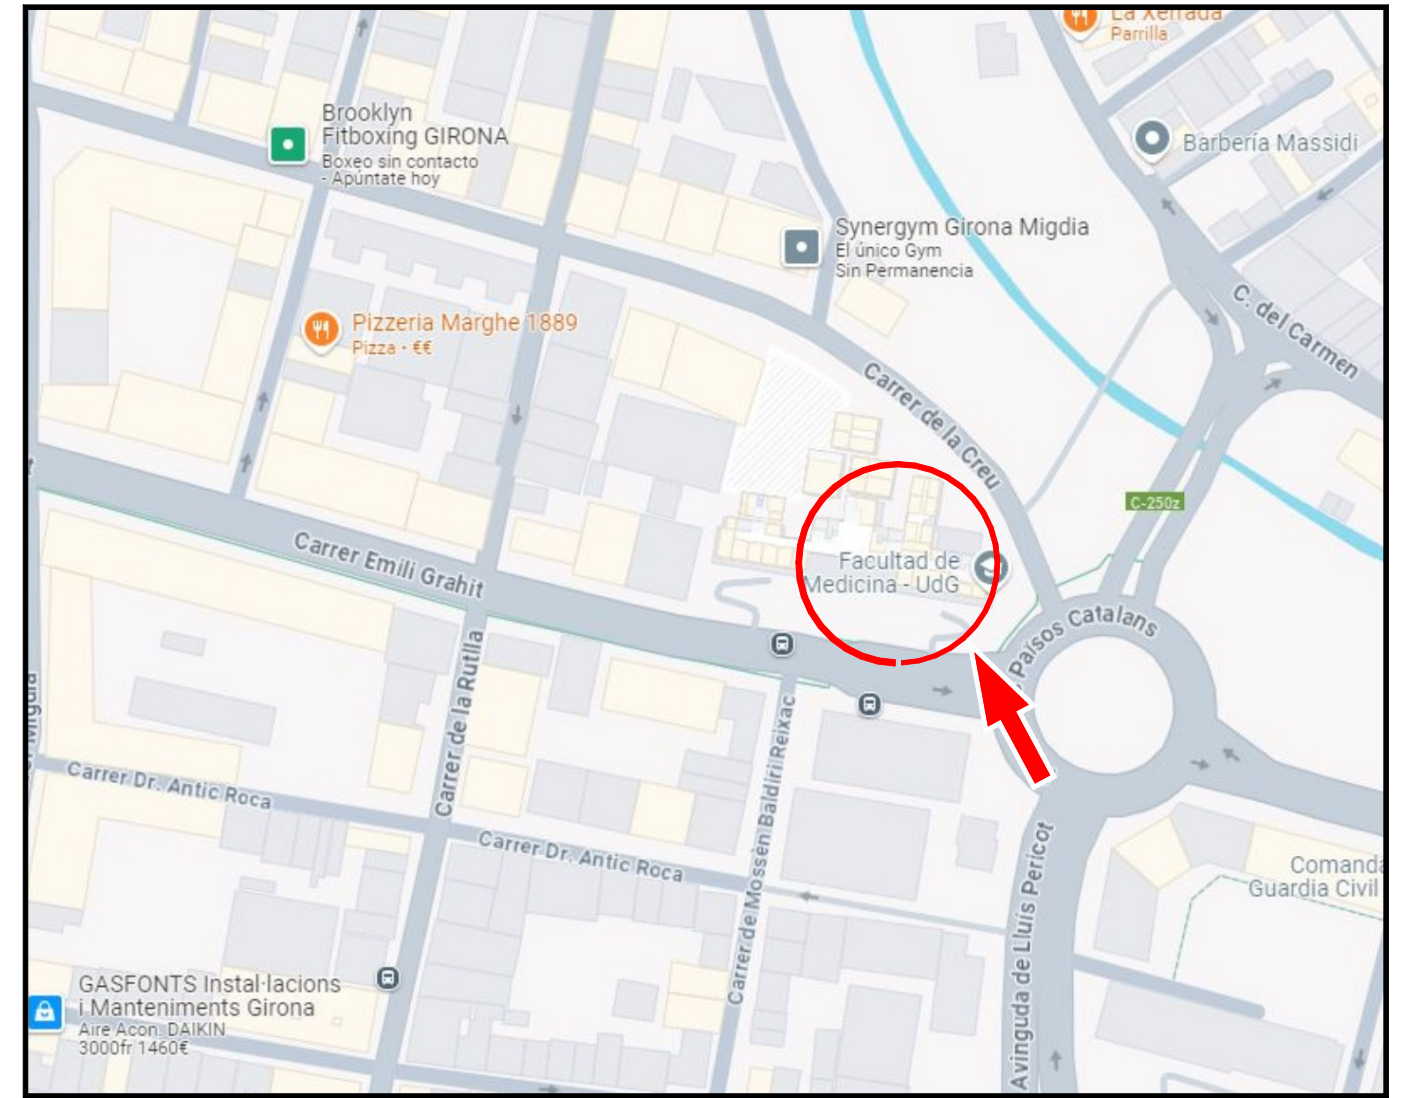 La Xerrada
Parrilla
Brooklyn
Fitboxing GIRONA
Boxeo sin contacto
- Apúntate hoy
Barbería Massidi
Synergym Girona Migdia
El único Gym
Sin Permanencia
C. del Carmen
Pizzeria Marghe 1889
Pizza · €€
Carrer de la Creu
C-250z
Carrer Emili Grahit
Facultad de
Medicina - UdG
Països Catalans
Carrer de la Rutlla
Carrer de Mossèn Baldiri Reixac
Carrer Dr. Antic Roca
Carrer Dr. Antic Roca
Avinguda de Lluís Pericot
Comanda
Guardia Civil
GASFONTS Instal·lacions
i Manteniments Girona
Aire Acon. DAIKIN
3000fr 1460€